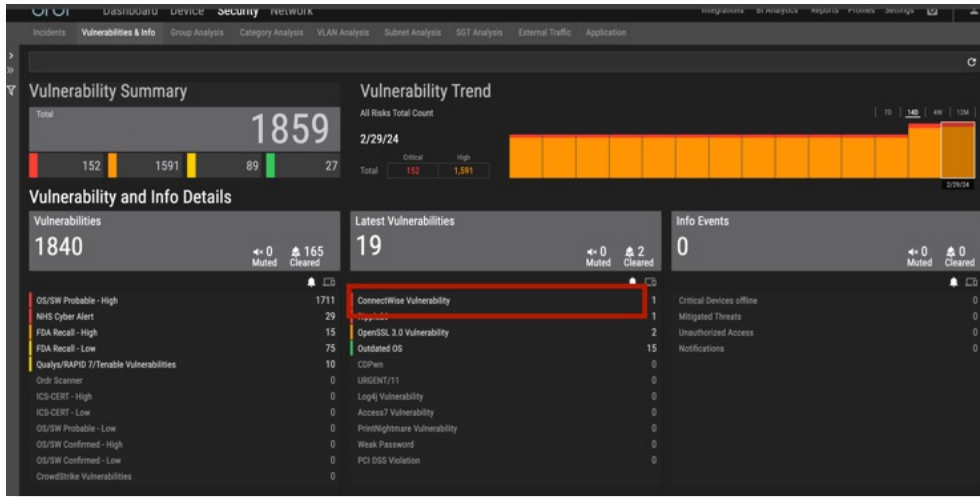 Dashboard Device Security Network
Integrations BI Analytics Reports Profiles Settings
Incidents Vulnerabilities & Info Group Analysis Category Analysis VLAN Analysis Subnet Analysis SGT Analysis External Traffic Application
Vulnerability Summary
Total
1859
152 1591 89 27
Vulnerability Trend
All Risks Total Count
7D 14D 4W 12M
2/29/24
Critical High
Total 152 1,591
2/29/24
Vulnerability and Info Details
Vulnerabilities
1840
0 Muted
165 Cleared
OS/SW Probable - High 1711
NHS Cyber Alert 29
FDA Recall - High 15
FDA Recall - Low 75
Qualys/RAPID 7/Tenable Vulnerabilities 10
Ordr Scanner 0
ICS-CERT - High 0
ICS-CERT - Low 0
OS/SW Probable - Low 0
OS/SW Confirmed - High 0
OS/SW Confirmed - Low 0
CrowdStrike Vulnerabilities 0
Latest Vulnerabilities
19
0 Muted
2 Cleared
ConnectWise Vulnerability 1
1
OpenSSL 3.0 Vulnerability 2
Outdated OS 15
CDPwn 0
URGENT/11 0
Log4j Vulnerability 0
Access7 Vulnerability 0
PrintNightmare Vulnerability 0
Weak Password 0
PCI DSS Violation 0
Info Events
0
0 Muted
0 Cleared
Critical Devices offline 0
Mitigated Threats 0
Unauthorized Access 0
Notifications 0